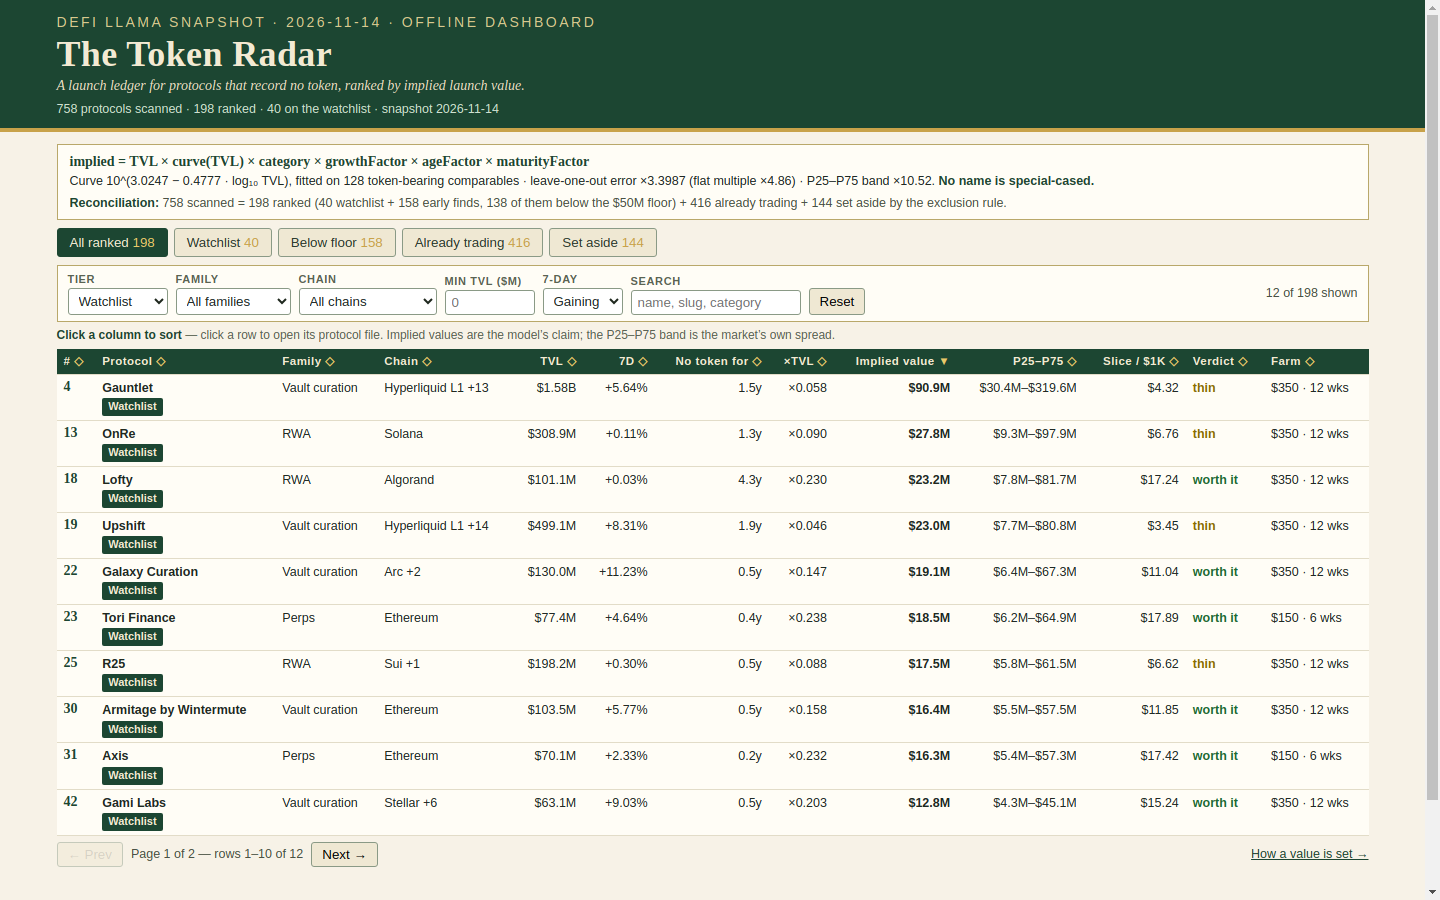 DEFI LLAMA SNAPSHOT · 2026-11-14 · OFFLINE DASHBOARD
The Token Radar
A launch ledger for protocols that record no token, ranked by implied launch value.
758 protocols scanned · 198 ranked · 40 on the watchlist · snapshot 2026-11-14
implied = TVL × curve(TVL) × category × growthFactor × ageFactor × maturityFactor
Curve 10^(3.0247 − 0.4777 · log₁₀ TVL), fitted on 128 token-bearing comparables · leave-one-out error ×3.3987 (flat multiple ×4.86) · P25–P75 band ×10.52. No name is special-cased.
Reconciliation: 758 scanned = 198 ranked (40 watchlist + 158 early finds, 138 of them below the $50M floor) + 416 already trading + 144 set aside by the exclusion rule.
All ranked 198 Watchlist 40 Below floor 158 Already trading 416 Set aside 144
TIER FAMILY CHAIN MIN TVL ($M) 7-DAY SEARCH
Watchlist All families All chains 0 Gaining name, slug, category Reset 12 of 198 shown
Click a column to sort — click a row to open its protocol file. Implied values are the model's claim; the P25–P75 band is the market's own spread.
# ◇ Protocol ◇ Family ◇ Chain ◇ TVL ◇ 7D ◇ No token for ◇ ×TVL ◇ Implied value ▼ P25–P75 ◇ Slice / $1K ◇ Verdict ◇ Farm ◇
4 Gauntlet Vault curation Hyperliquid L1 +13 $1.58B +5.64% 1.5y ×0.058 $90.9M $30.4M–$319.6M $4.32 thin $350 · 12 wks
Watchlist
13 OnRe RWA Solana $308.9M +0.11% 1.3y ×0.090 $27.8M $9.3M–$97.9M $6.76 thin $350 · 12 wks
Watchlist
18 Lofty RWA Algorand $101.1M +0.03% 4.3y ×0.230 $23.2M $7.8M–$81.7M $17.24 worth it $350 · 12 wks
Watchlist
19 Upshift Vault curation Hyperliquid L1 +14 $499.1M +8.31% 1.9y ×0.046 $23.0M $7.7M–$80.8M $3.45 thin $350 · 12 wks
Watchlist
22 Galaxy Curation Vault curation Arc +2 $130.0M +11.23% 0.5y ×0.147 $19.1M $6.4M–$67.3M $11.04 worth it $350 · 12 wks
Watchlist
23 Tori Finance Perps Ethereum $77.4M +4.64% 0.4y ×0.238 $18.5M $6.2M–$64.9M $17.89 worth it $150 · 6 wks
Watchlist
25 R25 RWA Sui +1 $198.2M +0.30% 0.5y ×0.088 $17.5M $5.8M–$61.5M $6.62 thin $350 · 12 wks
Watchlist
30 Armitage by Wintermute Vault curation Ethereum $103.5M +5.77% 0.5y ×0.158 $16.4M $5.5M–$57.5M $11.85 worth it $350 · 12 wks
Watchlist
31 Axis Perps Ethereum $70.1M +2.33% 0.2y ×0.232 $16.3M $5.4M–$57.3M $17.42 worth it $150 · 6 wks
Watchlist
42 Gami Labs Vault curation Stellar +6 $63.1M +9.03% 0.5y ×0.203 $12.8M $4.3M–$45.1M $15.24 worth it $350 · 12 wks
Watchlist
← Prev Page 1 of 2 — rows 1–10 of 12 Next → How a value is set →